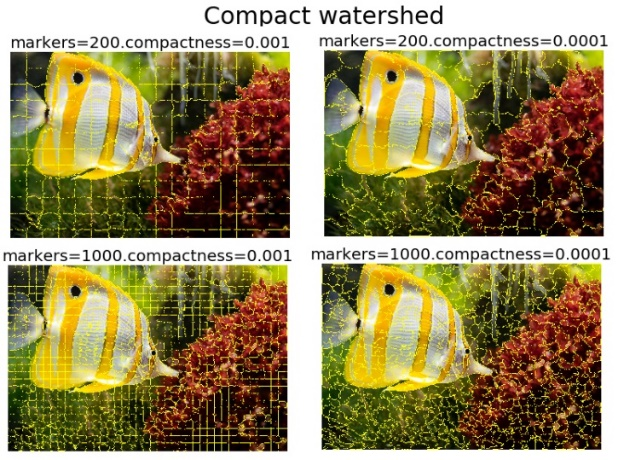 Compact watershed
markers=200.compactness=0.001
markers=200.compactness=0.0001
markers=1000.compactness=0.001
markers=1000.compactness=0.0001